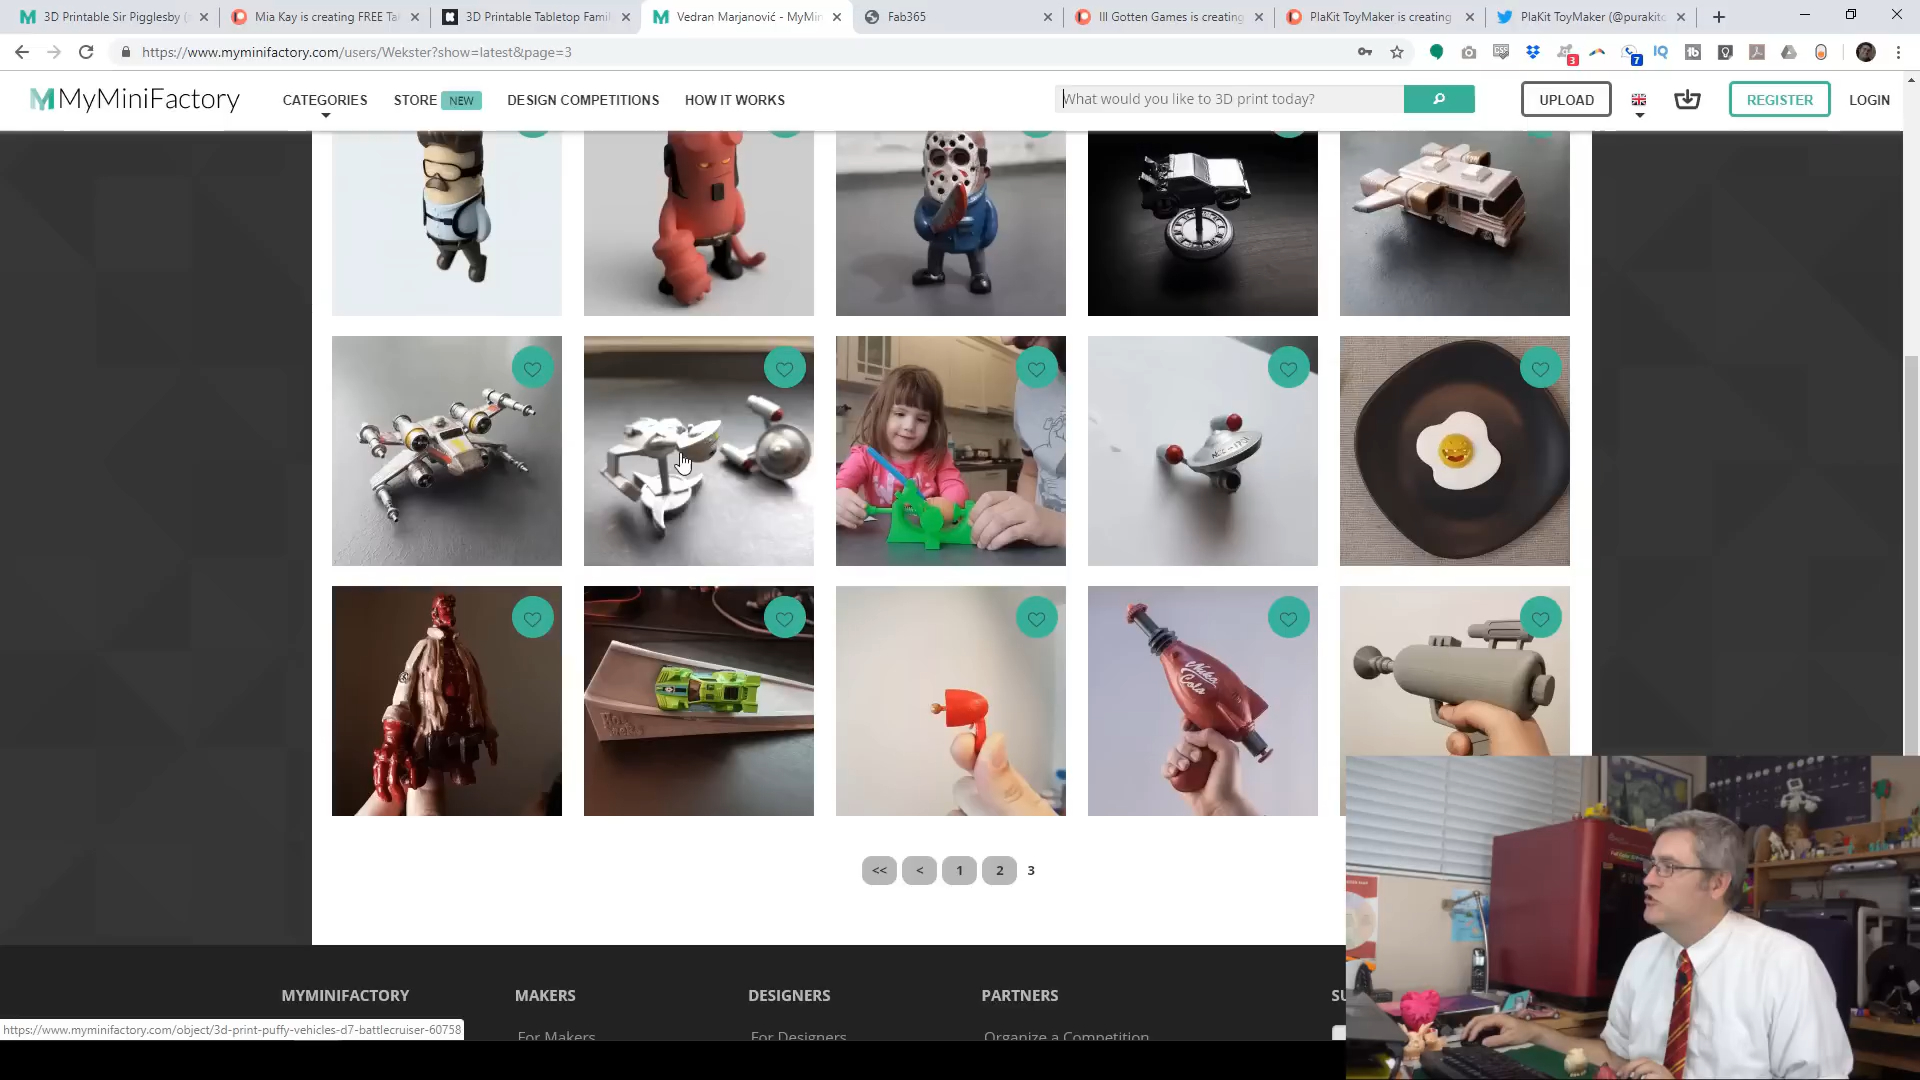 3D Printable Sir Pigglesby (
Mia Kay is creating FREE Ta
3D Printable Tabletop Famil
Vedran Marjanović - MyMin
Fab365
Ill Gotten Games is creating
PlaKit ToyMaker is creating
PlaKit ToyMaker (@purakit
https://www.myminifactory.com/users/Wekster?show=latest&page=3
MyMiniFactory
CATEGORIES
STORE NEW
DESIGN COMPETITIONS
HOW IT WORKS
What would you like to 3D print today?
UPLOAD
REGISTER
LOGIN
Nuka
Cola
<<
<
1
2
3
MYMINIFACTORY
MAKERS
DESIGNERS
PARTNERS
SU
https://www.myminifactory.com/object/3d-print-puffy-vehicles-d7-battlecruiser-60758
For Makers
For Designers
Organize a Competition